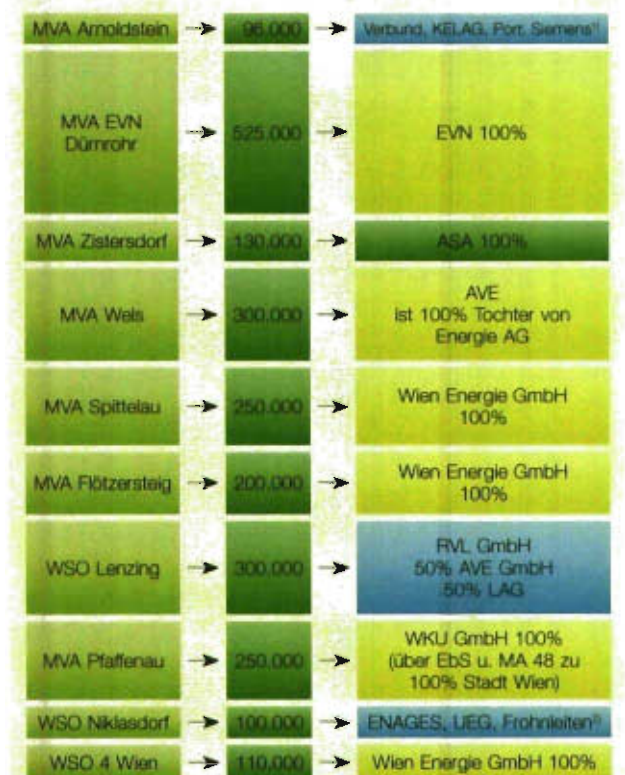 MVA Arnoldstein → 96.000 → Verbund, KELAG, Porr, Siemens¹⁾
MVA EVN
Dürnrohr → 525.000 → EVN 100%
MVA Zistersdorf → 130.000 → ASA 100%
MVA Wels → 300.000 → AVE
ist 100% Tochter von
Energie AG
MVA Spittelau → 250.000 → Wien Energie GmbH
100%
MVA Flötzersteig → 200.000 → Wien Energie GmbH
100%
WSO Lenzing → 300.000 → RVL GmbH
50% AVE GmbH
50% LAG
MVA Pfaffenau → 250.000 → WKU GmbH 100%
(über EbS u. MA 48 zu
100% Stadt Wien)
WSO Niklasdorf → 100.000 → ENAGES, UEG, Frohnleiten²⁾
WSO 4 Wien → 110.000 → Wien Energie GmbH 100%